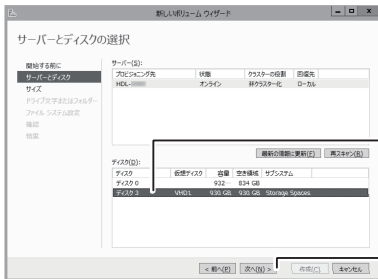 新しいボリューム ウィザード
サーバーとディスクの選択
開始する前に
サーバーとディスク
サイズ
ドライブ文字またはフォルダー
ファイル システム設定
確認
結果
サーバー(S):
プロビジョニング先 状態 クラスターの役割 回復先
HDL- オンライン 非クラスター化 ローカル
最新の情報に更新(F) 再スキャン(R)
ディスク(D):
ディスク 仮想ディスク 容量 空き領域 サブシステム
ディスク 0 932… 834 GB
ディスク 3 VHD1 930 GB 930 GB Storage Spaces
< 前へ(P) 次へ(N) > 作成(C) キャンセル